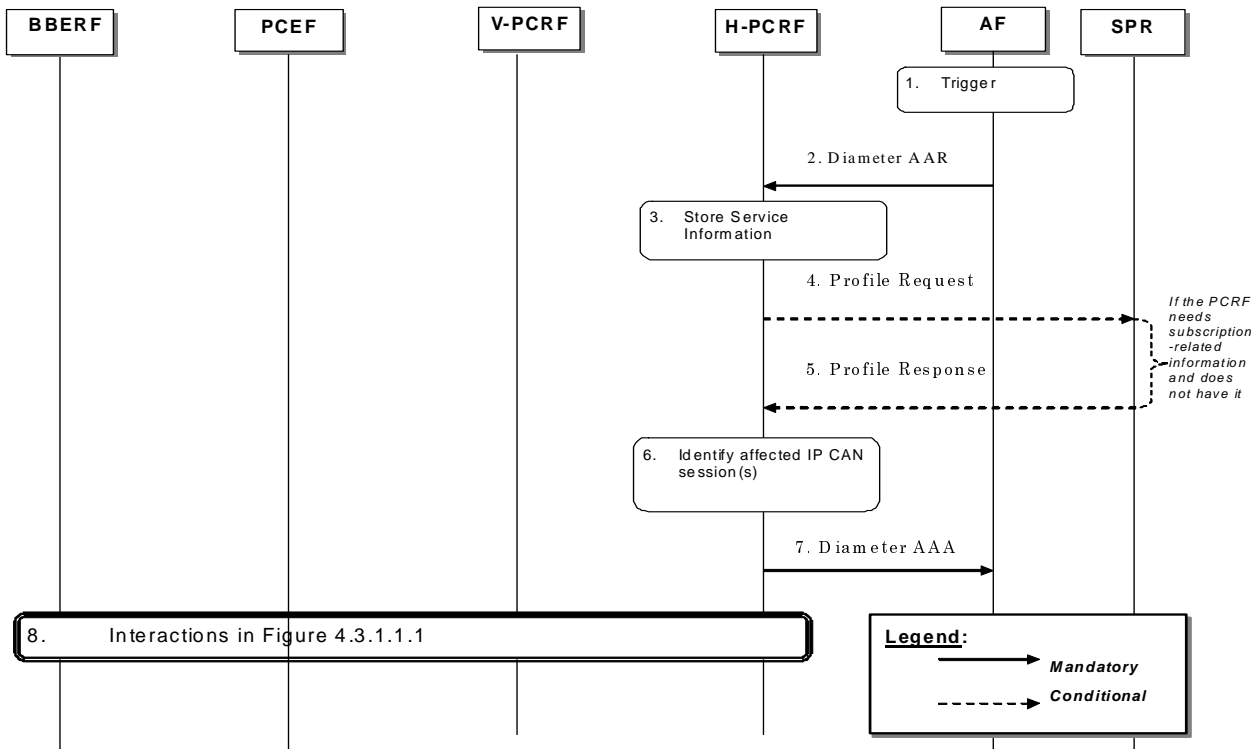 BBERF
PCEF
V-PCRF
H-PCRF
AF
SPR
1. Trigger
2. Diameter AAR
3. Store Service
Information
4. Profile Request
If the PCRF
needs
subscription
-related
information
and does
not have it
5. Profile Response
6. Identify affected IP CAN
session(s)
7. Diameter AAA
8. Interactions in Figure 4.3.1.1.1
Legend:
Mandatory
Conditional